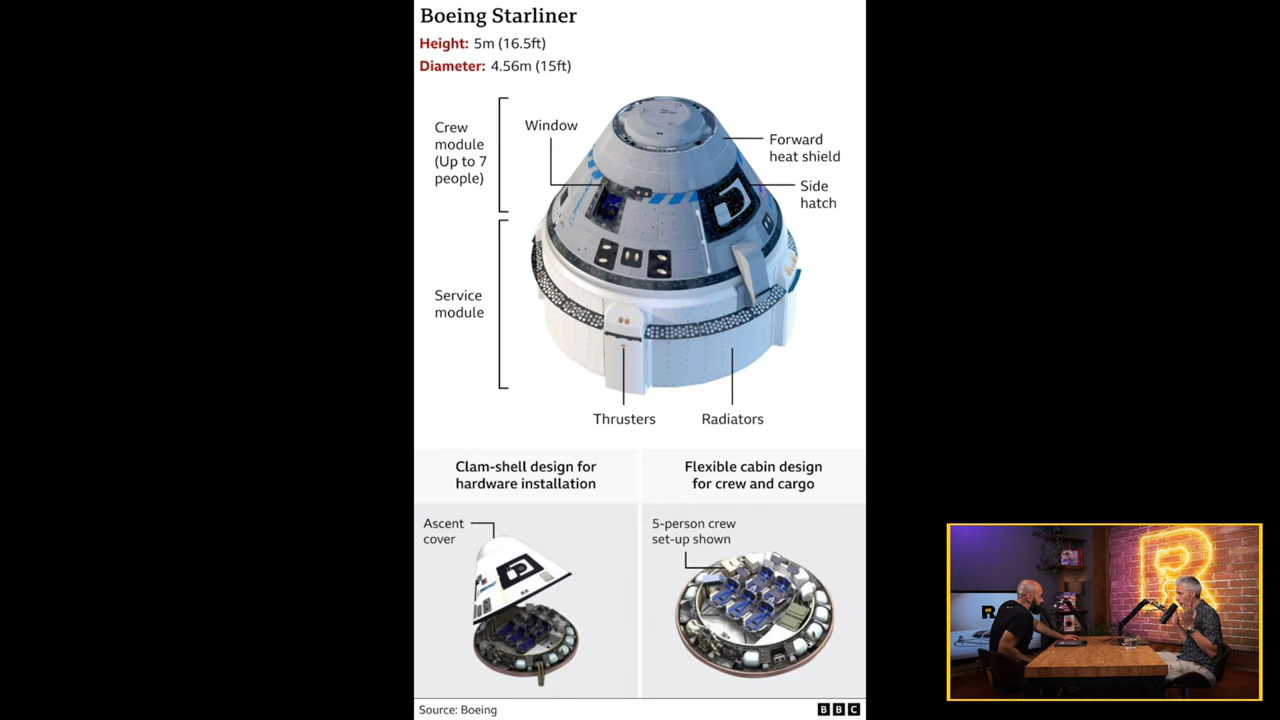 Boeing Starliner
Height: 5m (16.5ft)
Diameter: 4.56m (15ft)
Crew
module
(Up to 7
people)
Window
Forward
heat shield
Side
hatch
Service
module
Thrusters
Radiators
Clam-shell design for
hardware installation
Ascent
cover
Flexible cabin design
for crew and cargo
5-person crew
set-up shown
Source: Boeing
BBC